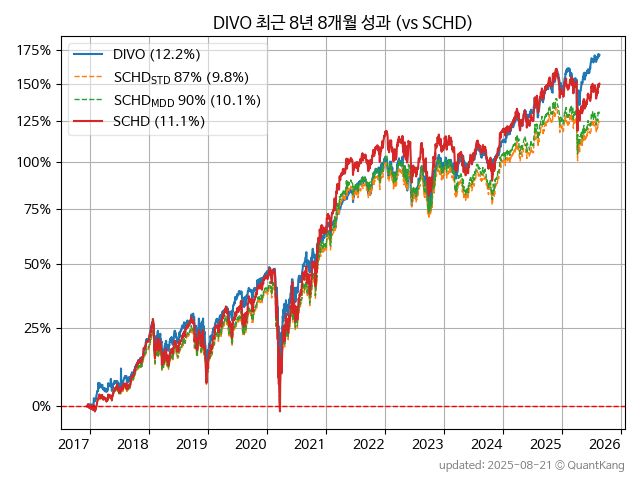 DIVO 최근 8년 8개월 성과 (vs SCHD)
DIVO (12.2%)
SCHD_STD 87% (9.8%)
SCHD_MDD 90% (10.1%)
SCHD (11.1%)
175%
150%
125%
100%
75%
50%
25%
0%
2017 2018 2019 2020 2021 2022 2023 2024 2025 2026
updated: 2025-08-21 © QuantKang